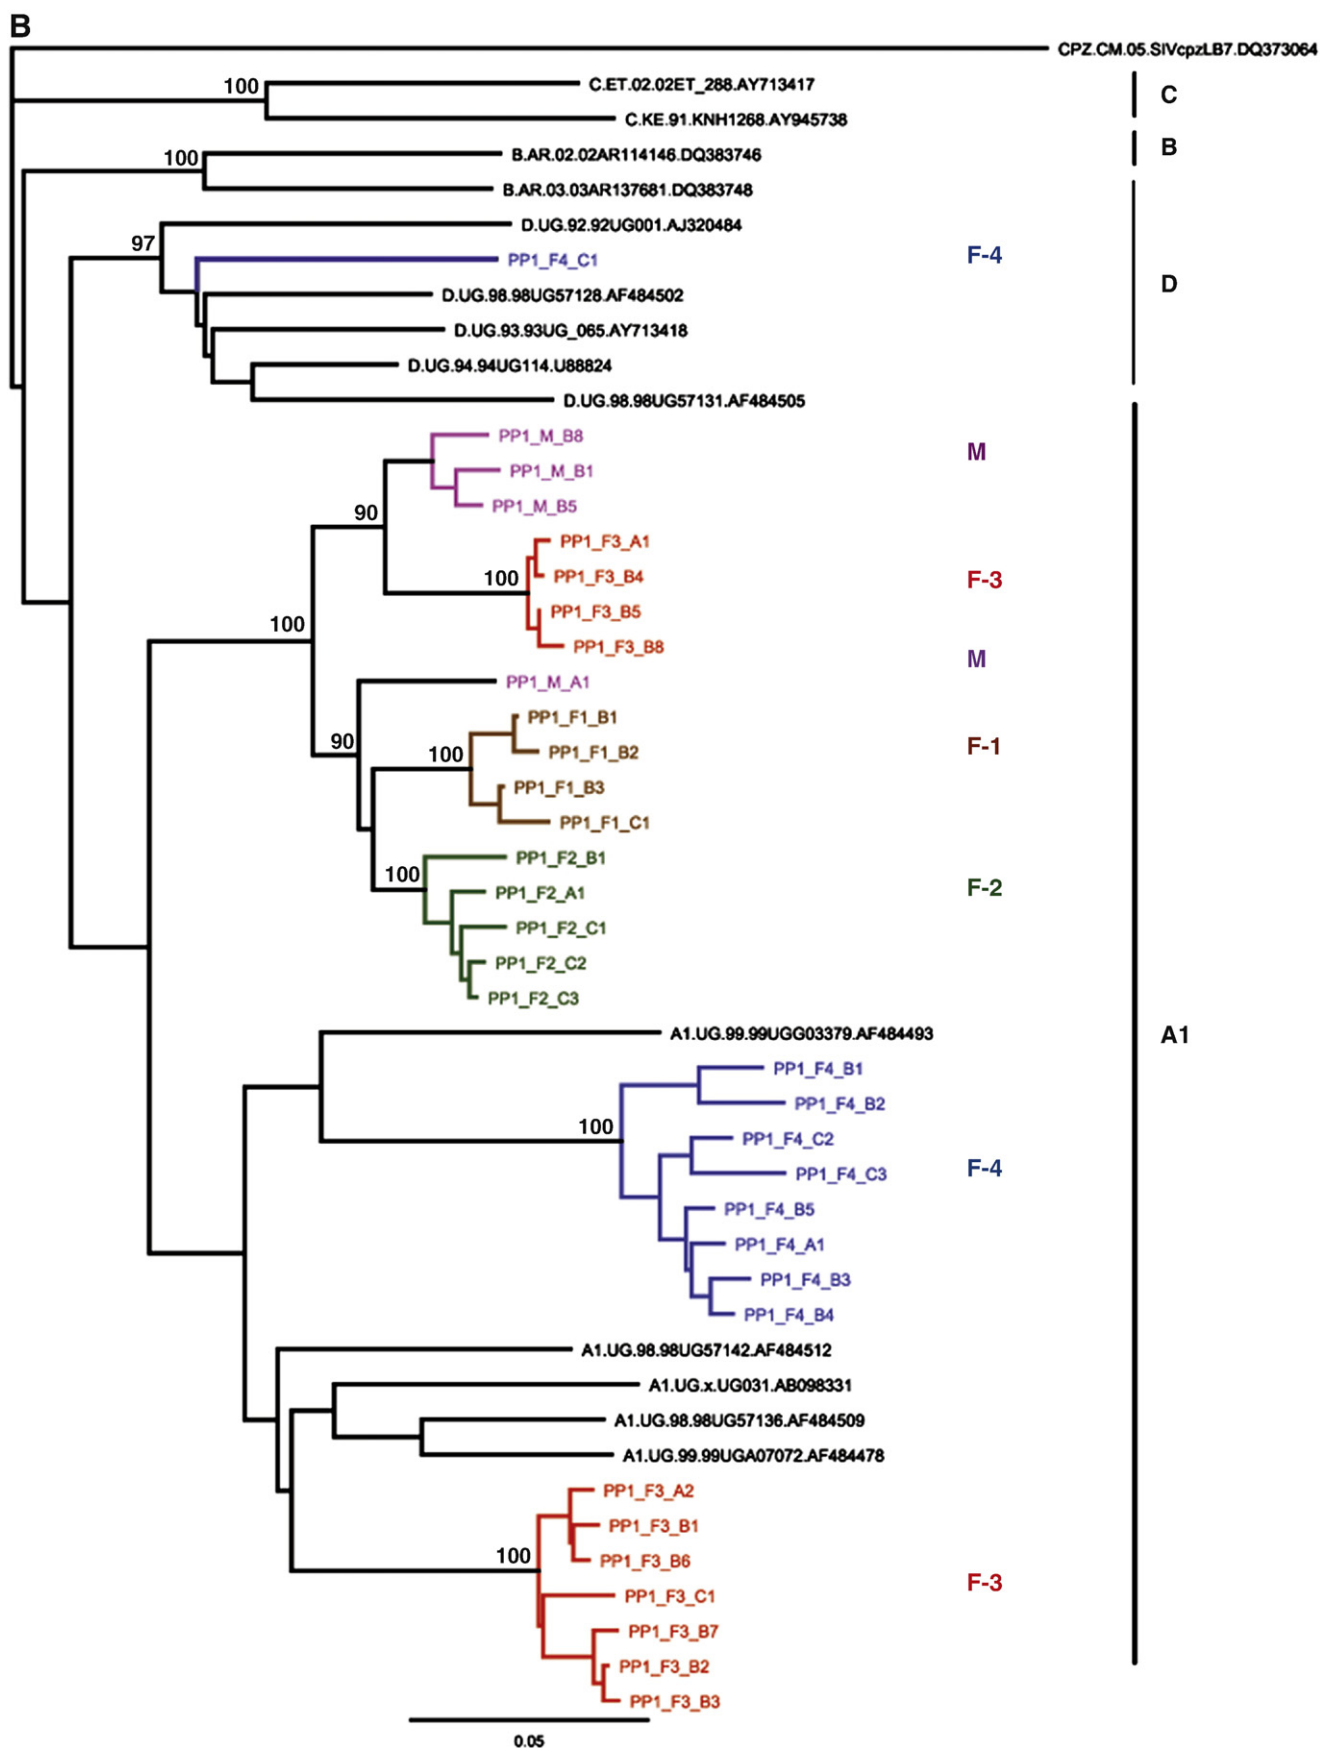 B
CPZ.CM.05.SIVcpzLB7.DQ373064
100
C.ET.02.02ET_288.AY713417
C
C.KE.91.KNH1268.AY945738
100
B.AR.02.02AR114146.DQ383746
B
B.AR.03.03AR137681.DQ383748
D.UG.92.92UG001.AJ320484
97
PP1_F4_C1
F-4
D
D.UG.98.98UG57128.AF484502
D.UG.93.93UG_065.AY713418
D.UG.94.94UG114.U88824
D.UG.98.98UG57131.AF484505
PP1_M_B8
M
PP1_M_B1
PP1_M_B5
90
PP1_F3_A1
100
PP1_F3_B4
F-3
PP1_F3_B5
100
PP1_F3_B8
M
PP1_M_A1
PP1_F1_B1
90
100
PP1_F1_B2
F-1
PP1_F1_B3
PP1_F1_C1
PP1_F2_B1
100
PP1_F2_A1
F-2
PP1_F2_C1
PP1_F2_C2
PP1_F2_C3
A1.UG.99.99UGG03379.AF484493
A1
PP1_F4_B1
PP1_F4_B2
100
PP1_F4_C2
PP1_F4_C3
F-4
PP1_F4_B5
PP1_F4_A1
PP1_F4_B3
PP1_F4_B4
A1.UG.98.98UG57142.AF484512
A1.UG.x.UG031.AB098331
A1.UG.98.98UG57136.AF484509
A1.UG.99.99UGA07072.AF484478
PP1_F3_A2
PP1_F3_B1
100
PP1_F3_B6
F-3
PP1_F3_C1
PP1_F3_B7
PP1_F3_B2
PP1_F3_B3
0.05